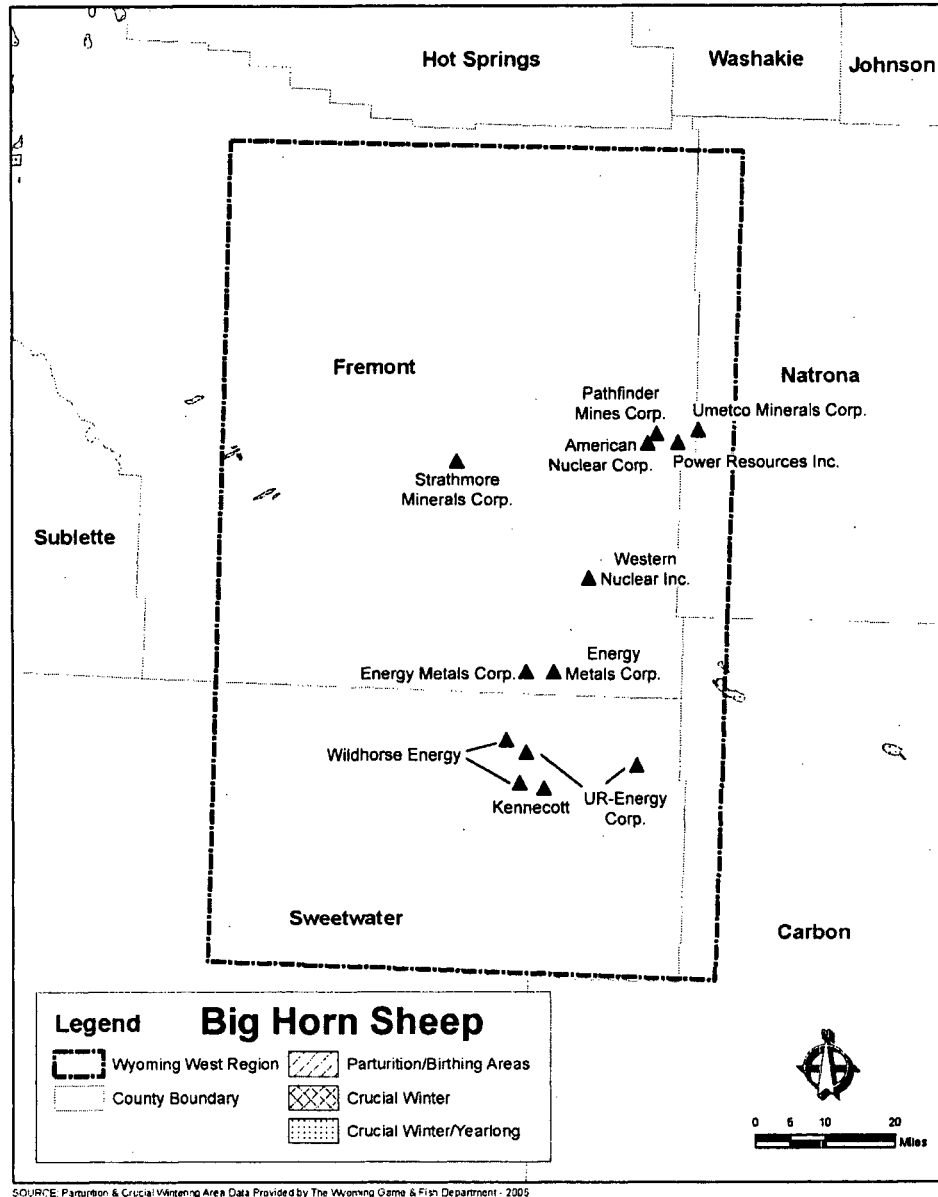 Hot Springs
Washakie
Johnson
Fremont
Natrona
Pathfinder
Mines Corp.
Umetco Minerals Corp.
American
Nuclear Corp.
Power Resources Inc.
Strathmore
Minerals Corp.
Sublette
Western
Nuclear Inc.
Energy Metals Corp.
Energy
Metals Corp.
Wildhorse Energy
Kennecott
UR-Energy
Corp.
Sweetwater
Carbon
Legend
Big Horn Sheep
Wyoming West Region
Parturition/Birthing Areas
County Boundary
Crucial Winter
Crucial Winter/Yearlong
N
0 5 10 20
Miles
SOURCE: Parturition & Crucial Wintering Area Data Provided by The Wyoming Game & Fish Department - 2005